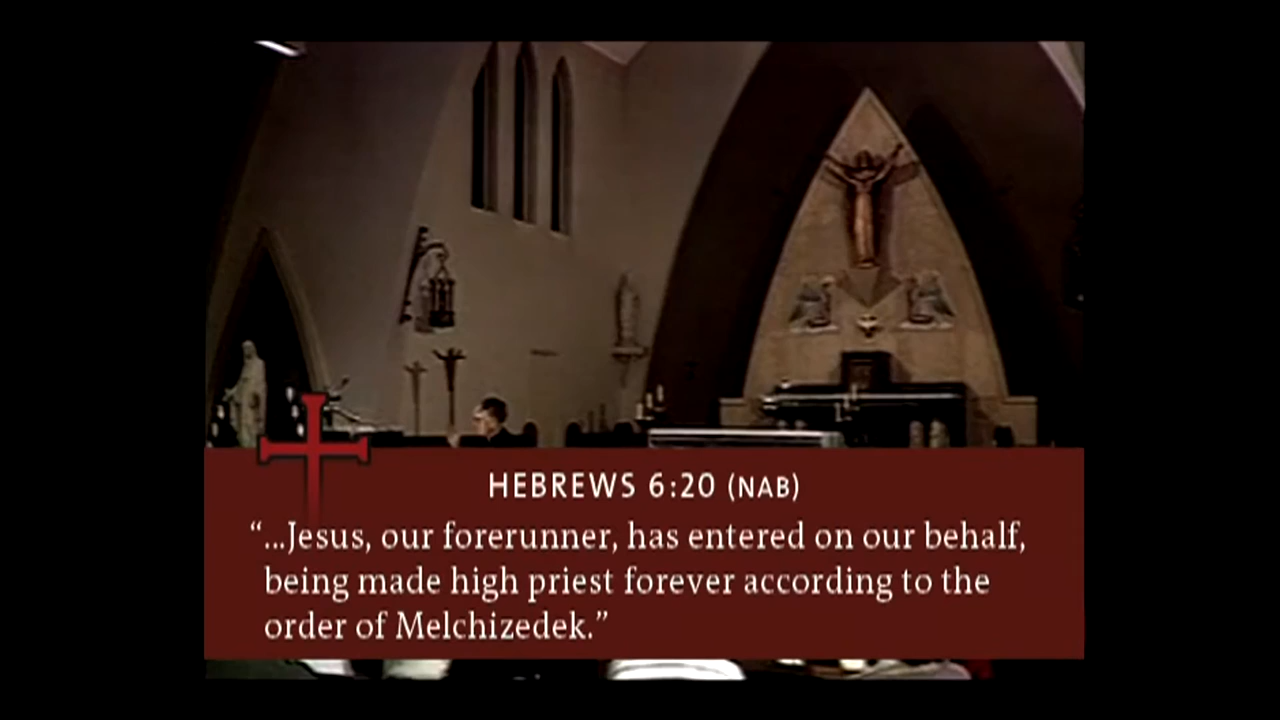 HEBREWS 6:20 (NAB)
“...Jesus, our forerunner, has entered on our behalf,
being made high priest forever according to the
order of Melchizedek.”